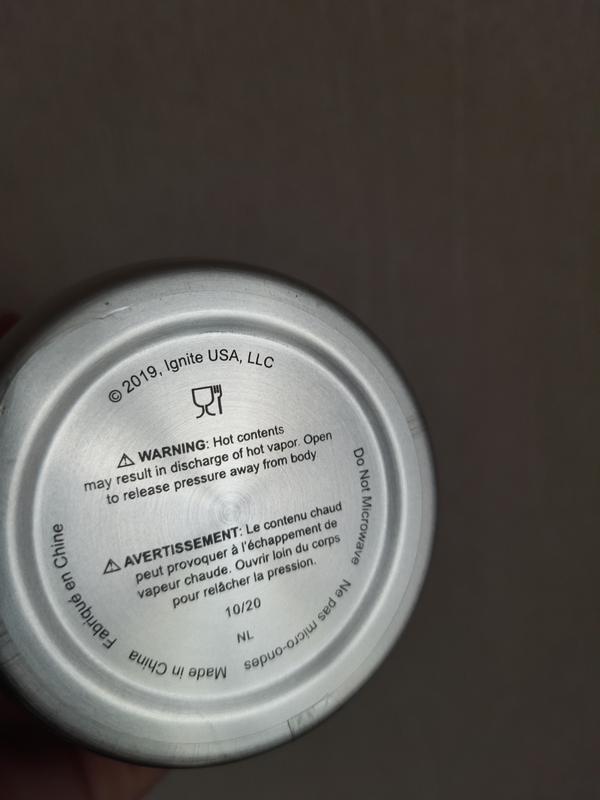 © 2019, Ignite USA, LLC
⚠ WARNING: Hot contents
may result in discharge of hot vapor. Open
to release pressure away from body
⚠ AVERTISSEMENT: Le contenu chaud
peut provoquer à l'échappement de
vapeur chaude. Ouvrir loin du corps
pour relâcher la pression.
10/20
NL
Do Not Microwave
Ne pas micro-ondes
Made in China
Fabriqué en Chine